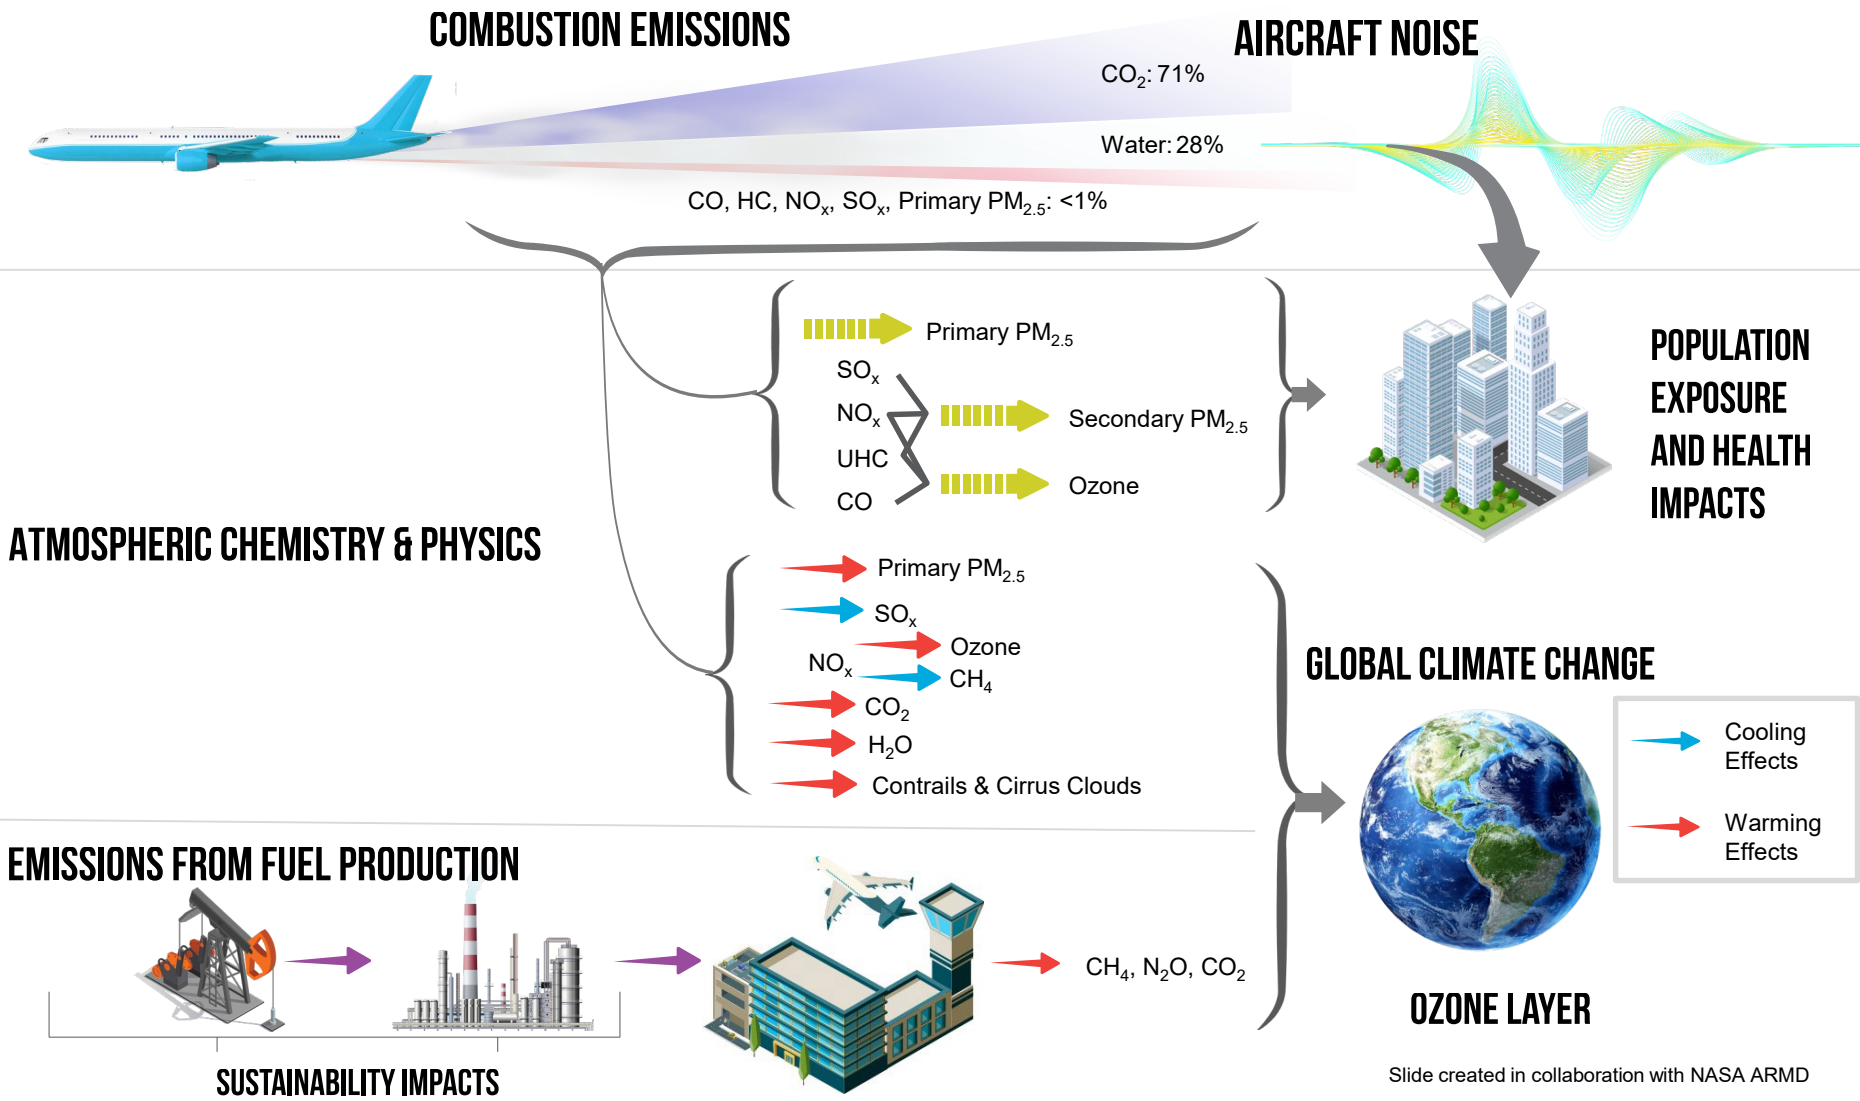 COMBUSTION EMISSIONS
AIRCRAFT NOISE
CO₂: 71%
Water: 28%
CO, HC, NOₓ, SOₓ, Primary PM₂.₅: <1%
Primary PM₂.₅
SOₓ
NOₓ
Secondary PM₂.₅
UHC
Ozone
CO
POPULATION
EXPOSURE
AND HEALTH
IMPACTS
ATMOSPHERIC CHEMISTRY & PHYSICS
Primary PM₂.₅
SOₓ
Ozone
NOₓ
CH₄
CO₂
H₂O
Contrails & Cirrus Clouds
GLOBAL CLIMATE CHANGE
Cooling
Effects
Warming
Effects
EMISSIONS FROM FUEL PRODUCTION
CH₄, N₂O, CO₂
OZONE LAYER
SUSTAINABILITY IMPACTS
Slide created in collaboration with NASA ARMD